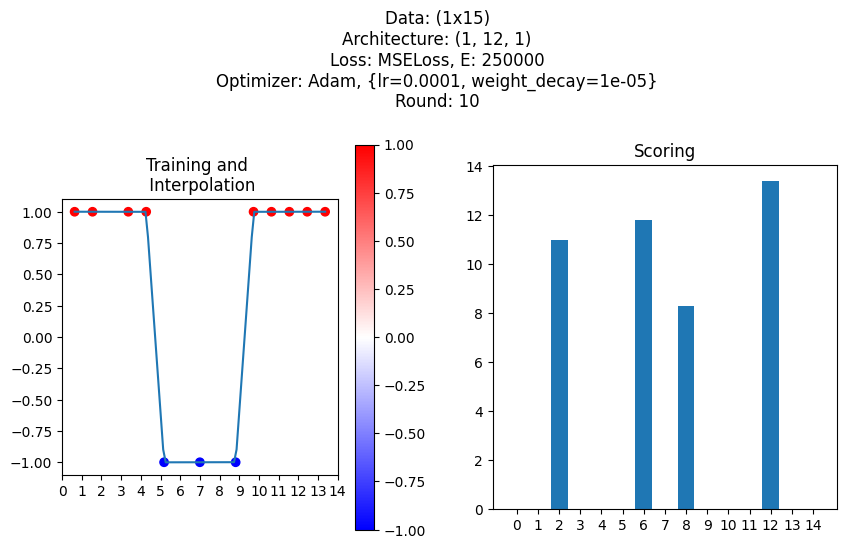 Data: (1x15)
Architecture: (1, 12, 1)
Loss: MSELoss, E: 250000
Optimizer: Adam, {lr=0.0001, weight_decay=1e-05}
Round: 10
Training and
Interpolation
1.00
0.75
0.50
0.25
0.00
−0.25
−0.50
−0.75
−1.00
0 1 2 3 4 5 6 7 8 9 10 11 12 13 14
1.00
0.75
0.50
0.25
0.00
−0.25
−0.50
−0.75
−1.00
Scoring
14
12
10
8
6
4
2
0
0 1 2 3 4 5 6 7 8 9 10 11 12 13 14